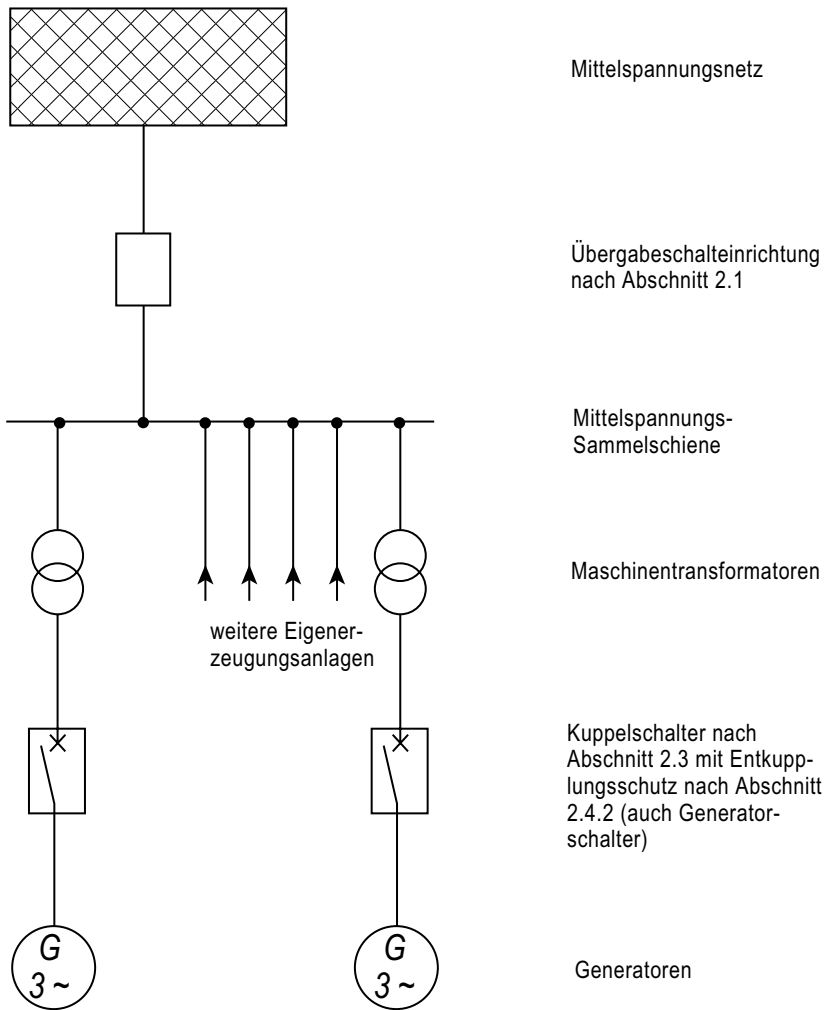 Mittelspannungsnetz
Übergabeschalteinrichtung
nach Abschnitt 2.1
Mittelspannungs-
Sammelschiene
Maschinentransformatoren
weitere Eigener-
zeugungsanlagen
Kuppelschalter nach
Abschnitt 2.3 mit Entkupp-
lungsschutz nach Abschnitt
2.4.2 (auch Generator-
schalter)
G
3 ~
G
3 ~
Generatoren